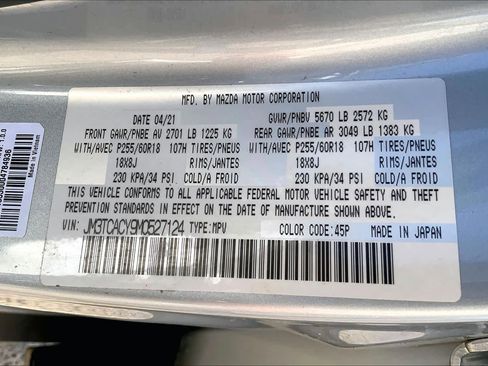 MFD. BY MAZDA MOTOR CORPORATION
DATE 04/21 GVWR/PNBV 5670 LB 2572 KG
FRONT GAWR/PNBE AV 2701 LB 1225 KG REAR GAWR/PNBE AR 3049 LB 1383 KG
WITH/AVEC P255/60R18 107H TIRES/PNEUS WITH/AVEC P255/60R18 107H TIRES/PNEUS
18X8J RIMS/JANTES 18X8J RIMS/JANTES
230 KPA/34 PSI COLD/A FROID 230 KPA/34 PSI COLD/A FROID
THIS VEHICLE CONFORMS TO ALL APPLICABLE FEDERAL MOTOR VEHICLE SAFETY AND THEFT
PREVENTION STANDARDS IN EFFECT ON THE DATE OF MANUFACTURE SHOWN ABOVE.
VIN: JM3TCACY9M0527124 TYPE:MPV COLOR CODE:45P MADE IN JAPAN
Made in Vietnam